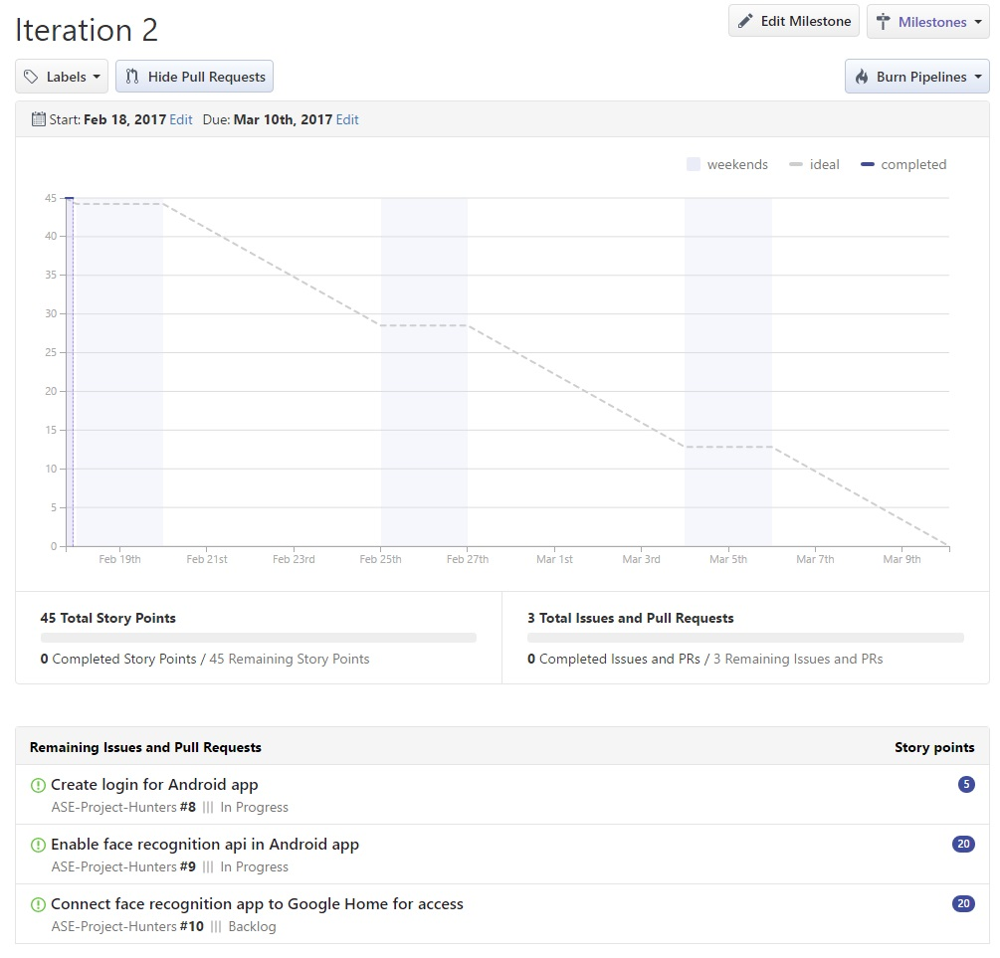 Iteration 2
Edit Milestone
Milestones
Labels
Hide Pull Requests
Burn Pipelines
Start: Feb 18, 2017 Edit Due: Mar 10th, 2017 Edit
weekends ideal completed
45
40
35
30
25
20
15
10
5
0
Feb 19th Feb 21st Feb 23rd Feb 25th Feb 27th Mar 1st Mar 3rd Mar 5th Mar 7th Mar 9th
45 Total Story Points
0 Completed Story Points / 45 Remaining Story Points
3 Total Issues and Pull Requests
0 Completed Issues and PRs / 3 Remaining Issues and PRs
Remaining Issues and Pull Requests Story points
Create login for Android app 5
ASE-Project-Hunters #8 In Progress
Enable face recognition api in Android app 20
ASE-Project-Hunters #9 In Progress
Connect face recognition app to Google Home for access 20
ASE-Project-Hunters #10 Backlog